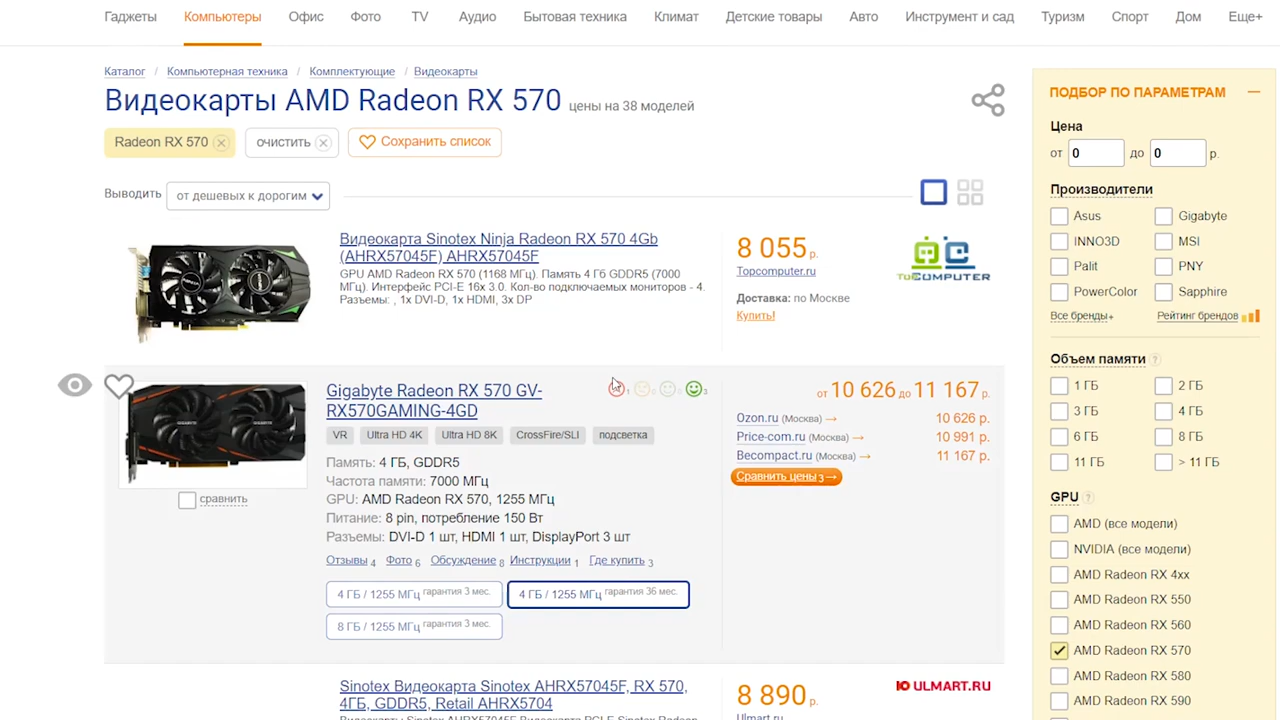 Гаджеты Компьютеры Офис Фото TV Аудио Бытовая техника Климат Детские товары Авто Инструмент и сад Туризм Спорт Дом Еще+
Каталог / Компьютерная техника / Комплектующие / Видеокарты
Видеокарты AMD Radeon RX 570 цены на 38 моделей
Radeon RX 570 очистить Сохранить список
Выводить от дешевых к дорогим
Видеокарта Sinotex Ninja Radeon RX 570 4Gb
(AHRX57045F) AHRX57045F
GPU AMD Radeon RX 570 (1168 МГц). Память 4 Гб GDDR5 (7000
МГц). Интерфейс PCI-E 16x 3.0. Кол-во подключаемых мониторов - 4.
Разъемы: , 1x DVI-D, 1x HDMI, 3x DP
8 055 р.
Topcomputer.ru
Доставка: по Москве
Купить!
TopComputer
Gigabyte Radeon RX 570 GV-
RX570GAMING-4GD
1 0 0 3
VR Ultra HD 4K Ultra HD 8K CrossFire/SLI подсветка
Память: 4 ГБ, GDDR5
Частота памяти: 7000 МГц
GPU: AMD Radeon RX 570, 1255 МГц
Питание: 8 pin, потребление 150 Вт
Разъемы: DVI-D 1 шт, HDMI 1 шт, DisplayPort 3 шт
Отзывы 4 Фото 6 Обсуждение 8 Инструкции 1 Где купить 3
4 ГБ / 1255 МГц гарантия 3 мес. 4 ГБ / 1255 МГц гарантия 36 мес.
8 ГБ / 1255 МГц гарантия 3 мес.
сравнить
от 10 626 до 11 167 р.
Ozon.ru (Москва) → 10 626 р.
Price-com.ru (Москва) → 10 991 р.
Becompact.ru (Москва) → 11 167 р.
Сравнить цены 3 →
Sinotex Видеокарта Sinotex AHRX57045F, RX 570,
4ГБ, GDDR5, Retail AHRX5704
8 890 р.
Ulmart.ru
ULMART.RU
ПОДБОР ПО ПАРАМЕТРАМ
Цена
от 0 до 0 р.
Производители
Asus Gigabyte
INNO3D MSI
Palit PNY
PowerColor Sapphire
Все бренды+ Рейтинг брендов
Объем памяти ?
1 ГБ 2 ГБ
3 ГБ 4 ГБ
6 ГБ 8 ГБ
11 ГБ > 11 ГБ
GPU ?
AMD (все модели)
NVIDIA (все модели)
AMD Radeon RX 4xx
AMD Radeon RX 550
AMD Radeon RX 560
AMD Radeon RX 570
AMD Radeon RX 580
AMD Radeon RX 590